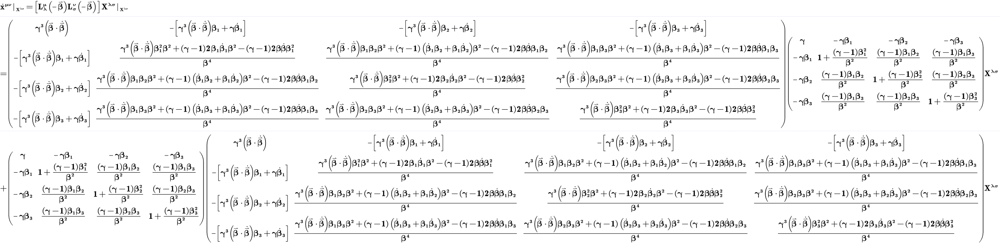 $\dot{\mathbf{x}}^{\mu\nu}|_{\mathbf{X}^{\lambda\sigma}} = \left[\mathbf{L}^{\mu}_{\lambda}\left(-\vec{\beta}\right)\mathbf{L}^{\nu}_{\sigma}\left(-\vec{\beta}\right)\right]\mathbf{X}^{\lambda\sigma}|_{\mathbf{X}^{\lambda\sigma}}$
$=\begin{pmatrix} \gamma^3\left(\vec{\beta}\cdot\dot{\vec{\beta}}\right) & -\left[\gamma^3\left(\vec{\beta}\cdot\dot{\vec{\beta}}\right)\beta_1+\gamma\dot{\beta}_1\right] & -\left[\gamma^3\left(\vec{\beta}\cdot\dot{\vec{\beta}}\right)\beta_2+\gamma\dot{\beta}_2\right] & -\left[\gamma^3\left(\vec{\beta}\cdot\dot{\vec{\beta}}\right)\beta_3+\gamma\dot{\beta}_3\right] \\ -\left[\gamma^3\left(\vec{\beta}\cdot\dot{\vec{\beta}}\right)\beta_1+\gamma\dot{\beta}_1\right] & \frac{\gamma^3\left(\vec{\beta}\cdot\dot{\vec{\beta}}\right)\beta_1^2\beta^2+(\gamma-1)2\beta_1\dot{\beta}_1\beta^2-(\gamma-1)2\beta\dot{\beta}\beta_1^2}{\beta^4} & \frac{\gamma^3\left(\vec{\beta}\cdot\dot{\vec{\beta}}\right)\beta_1\beta_2\beta^2+(\gamma-1)\left(\dot{\beta}_1\beta_2+\beta_1\dot{\beta}_2\right)\beta^2-(\gamma-1)2\beta\dot{\beta}\beta_1\beta_2}{\beta^4} & \frac{\gamma^3\left(\vec{\beta}\cdot\dot{\vec{\beta}}\right)\beta_1\beta_3\beta^2+(\gamma-1)\left(\dot{\beta}_1\beta_3+\beta_1\dot{\beta}_3\right)\beta^2-(\gamma-1)2\beta\dot{\beta}\beta_1\beta_3}{\beta^4} \\ -\left[\gamma^3\left(\vec{\beta}\cdot\dot{\vec{\beta}}\right)\beta_2+\gamma\dot{\beta}_2\right] & \frac{\gamma^3\left(\vec{\beta}\cdot\dot{\vec{\beta}}\right)\beta_1\beta_2\beta^2+(\gamma-1)\left(\dot{\beta}_1\beta_2+\beta_1\dot{\beta}_2\right)\beta^2-(\gamma-1)2\beta\dot{\beta}\beta_1\beta_2}{\beta^4} & \frac{\gamma^3\left(\vec{\beta}\cdot\dot{\vec{\beta}}\right)\beta_2^2\beta^2+(\gamma-1)2\beta_2\dot{\beta}_2\beta^2-(\gamma-1)2\beta\dot{\beta}\beta_2^2}{\beta^4} & \frac{\gamma^3\left(\vec{\beta}\cdot\dot{\vec{\beta}}\right)\beta_2\beta_3\beta^2+(\gamma-1)\left(\dot{\beta}_2\beta_3+\beta_2\dot{\beta}_3\right)\beta^2-(\gamma-1)2\beta\dot{\beta}\beta_2\beta_3}{\beta^4} \\ -\left[\gamma^3\left(\vec{\beta}\cdot\dot{\vec{\beta}}\right)\beta_3+\gamma\dot{\beta}_3\right] & \frac{\gamma^3\left(\vec{\beta}\cdot\dot{\vec{\beta}}\right)\beta_1\beta_3\beta^2+(\gamma-1)\left(\dot{\beta}_1\beta_3+\beta_1\dot{\beta}_3\right)\beta^2-(\gamma-1)2\beta\dot{\beta}\beta_1\beta_3}{\beta^4} & \frac{\gamma^3\left(\vec{\beta}\cdot\dot{\vec{\beta}}\right)\beta_2\beta_3\beta^2+(\gamma-1)\left(\dot{\beta}_2\beta_3+\beta_2\dot{\beta}_3\right)\beta^2-(\gamma-1)2\beta\dot{\beta}\beta_2\beta_3}{\beta^4} & \frac{\gamma^3\left(\vec{\beta}\cdot\dot{\vec{\beta}}\right)\beta_3^2\beta^2+(\gamma-1)2\beta_3\dot{\beta}_3\beta^2-(\gamma-1)2\beta\dot{\beta}\beta_3^2}{\beta^4} \end{pmatrix}\begin{pmatrix} \gamma & -\gamma\beta_1 & -\gamma\beta_2 & -\gamma\beta_3 \\ -\gamma\beta_1 & 1+\frac{(\gamma-1)\beta_1^2}{\beta^2} & \frac{(\gamma-1)\beta_1\beta_2}{\beta^2} & \frac{(\gamma-1)\beta_1\beta_3}{\beta^2} \\ -\gamma\beta_2 & \frac{(\gamma-1)\beta_1\beta_2}{\beta^2} & 1+\frac{(\gamma-1)\beta_2^2}{\beta^2} & \frac{(\gamma-1)\beta_2\beta_3}{\beta^2} \\ -\gamma\beta_3 & \frac{(\gamma-1)\beta_1\beta_3}{\beta^2} & \frac{(\gamma-1)\beta_2\beta_3}{\beta^2} & 1+\frac{(\gamma-1)\beta_3^2}{\beta^2} \end{pmatrix}\mathbf{X}^{\lambda\sigma}$
$+\begin{pmatrix} \gamma & -\gamma\beta_1 & -\gamma\beta_2 & -\gamma\beta_3 \\ -\gamma\beta_1 & 1+\frac{(\gamma-1)\beta_1^2}{\beta^2} & \frac{(\gamma-1)\beta_1\beta_2}{\beta^2} & \frac{(\gamma-1)\beta_1\beta_3}{\beta^2} \\ -\gamma\beta_2 & \frac{(\gamma-1)\beta_1\beta_2}{\beta^2} & 1+\frac{(\gamma-1)\beta_2^2}{\beta^2} & \frac{(\gamma-1)\beta_2\beta_3}{\beta^2} \\ -\gamma\beta_3 & \frac{(\gamma-1)\beta_1\beta_3}{\beta^2} & \frac{(\gamma-1)\beta_2\beta_3}{\beta^2} & 1+\frac{(\gamma-1)\beta_3^2}{\beta^2} \end{pmatrix}\begin{pmatrix} \gamma^3\left(\vec{\beta}\cdot\dot{\vec{\beta}}\right) & -\left[\gamma^3\left(\vec{\beta}\cdot\dot{\vec{\beta}}\right)\beta_1+\gamma\dot{\beta}_1\right] & -\left[\gamma^3\left(\vec{\beta}\cdot\dot{\vec{\beta}}\right)\beta_2+\gamma\dot{\beta}_2\right] & -\left[\gamma^3\left(\vec{\beta}\cdot\dot{\vec{\beta}}\right)\beta_3+\gamma\dot{\beta}_3\right] \\ -\left[\gamma^3\left(\vec{\beta}\cdot\dot{\vec{\beta}}\right)\beta_1+\gamma\dot{\beta}_1\right] & \frac{\gamma^3\left(\vec{\beta}\cdot\dot{\vec{\beta}}\right)\beta_1^2\beta^2+(\gamma-1)2\beta_1\dot{\beta}_1\beta^2-(\gamma-1)2\beta\dot{\beta}\beta_1^2}{\beta^4} & \frac{\gamma^3\left(\vec{\beta}\cdot\dot{\vec{\beta}}\right)\beta_1\beta_2\beta^2+(\gamma-1)\left(\dot{\beta}_1\beta_2+\beta_1\dot{\beta}_2\right)\beta^2-(\gamma-1)2\beta\dot{\beta}\beta_1\beta_2}{\beta^4} & \frac{\gamma^3\left(\vec{\beta}\cdot\dot{\vec{\beta}}\right)\beta_1\beta_3\beta^2+(\gamma-1)\left(\dot{\beta}_1\beta_3+\beta_1\dot{\beta}_3\right)\beta^2-(\gamma-1)2\beta\dot{\beta}\beta_1\beta_3}{\beta^4} \\ -\left[\gamma^3\left(\vec{\beta}\cdot\dot{\vec{\beta}}\right)\beta_2+\gamma\dot{\beta}_2\right] & \frac{\gamma^3\left(\vec{\beta}\cdot\dot{\vec{\beta}}\right)\beta_1\beta_2\beta^2+(\gamma-1)\left(\dot{\beta}_1\beta_2+\beta_1\dot{\beta}_2\right)\beta^2-(\gamma-1)2\beta\dot{\beta}\beta_1\beta_2}{\beta^4} & \frac{\gamma^3\left(\vec{\beta}\cdot\dot{\vec{\beta}}\right)\beta_2^2\beta^2+(\gamma-1)2\beta_2\dot{\beta}_2\beta^2-(\gamma-1)2\beta\dot{\beta}\beta_2^2}{\beta^4} & \frac{\gamma^3\left(\vec{\beta}\cdot\dot{\vec{\beta}}\right)\beta_2\beta_3\beta^2+(\gamma-1)\left(\dot{\beta}_2\beta_3+\beta_2\dot{\beta}_3\right)\beta^2-(\gamma-1)2\beta\dot{\beta}\beta_2\beta_3}{\beta^4} \\ -\left[\gamma^3\left(\vec{\beta}\cdot\dot{\vec{\beta}}\right)\beta_3+\gamma\dot{\beta}_3\right] & \frac{\gamma^3\left(\vec{\beta}\cdot\dot{\vec{\beta}}\right)\beta_1\beta_3\beta^2+(\gamma-1)\left(\dot{\beta}_1\beta_3+\beta_1\dot{\beta}_3\right)\beta^2-(\gamma-1)2\beta\dot{\beta}\beta_1\beta_3}{\beta^4} & \frac{\gamma^3\left(\vec{\beta}\cdot\dot{\vec{\beta}}\right)\beta_2\beta_3\beta^2+(\gamma-1)\left(\dot{\beta}_2\beta_3+\beta_2\dot{\beta}_3\right)\beta^2-(\gamma-1)2\beta\dot{\beta}\beta_2\beta_3}{\beta^4} & \frac{\gamma^3\left(\vec{\beta}\cdot\dot{\vec{\beta}}\right)\beta_3^2\beta^2+(\gamma-1)2\beta_3\dot{\beta}_3\beta^2-(\gamma-1)2\beta\dot{\beta}\beta_3^2}{\beta^4} \end{pmatrix}\mathbf{X}^{\lambda\sigma}$